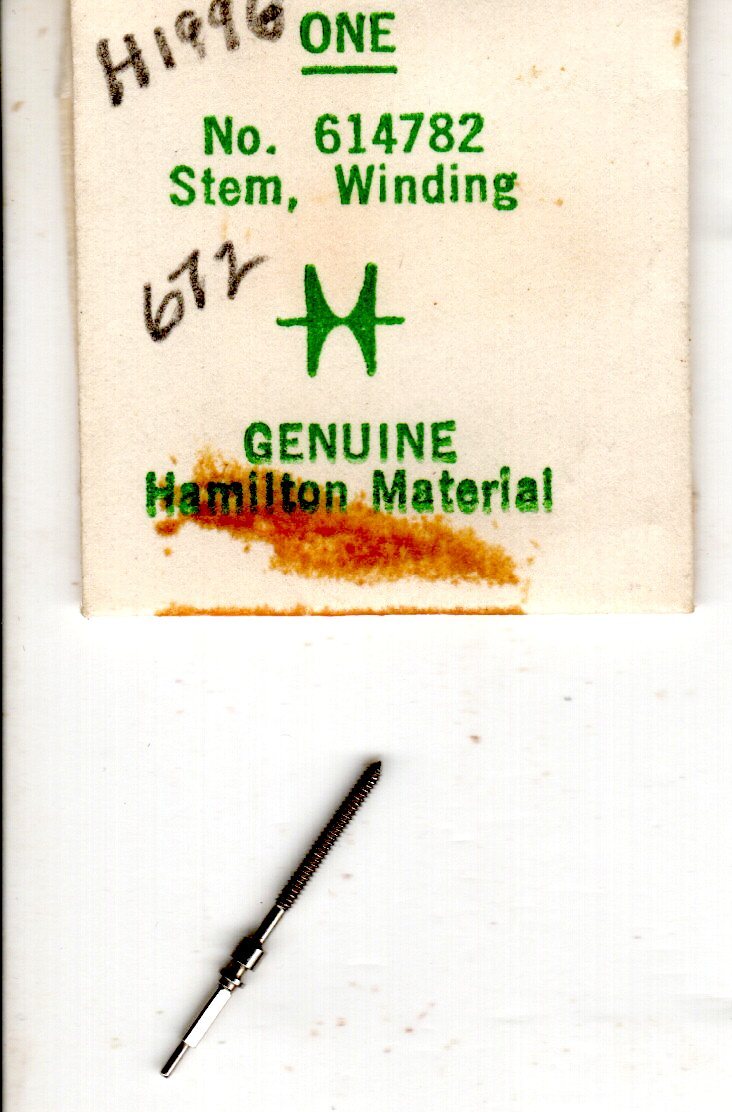 H1996
ONE
No. 614782
Stem, Winding
672
GENUINE
Hamilton Material